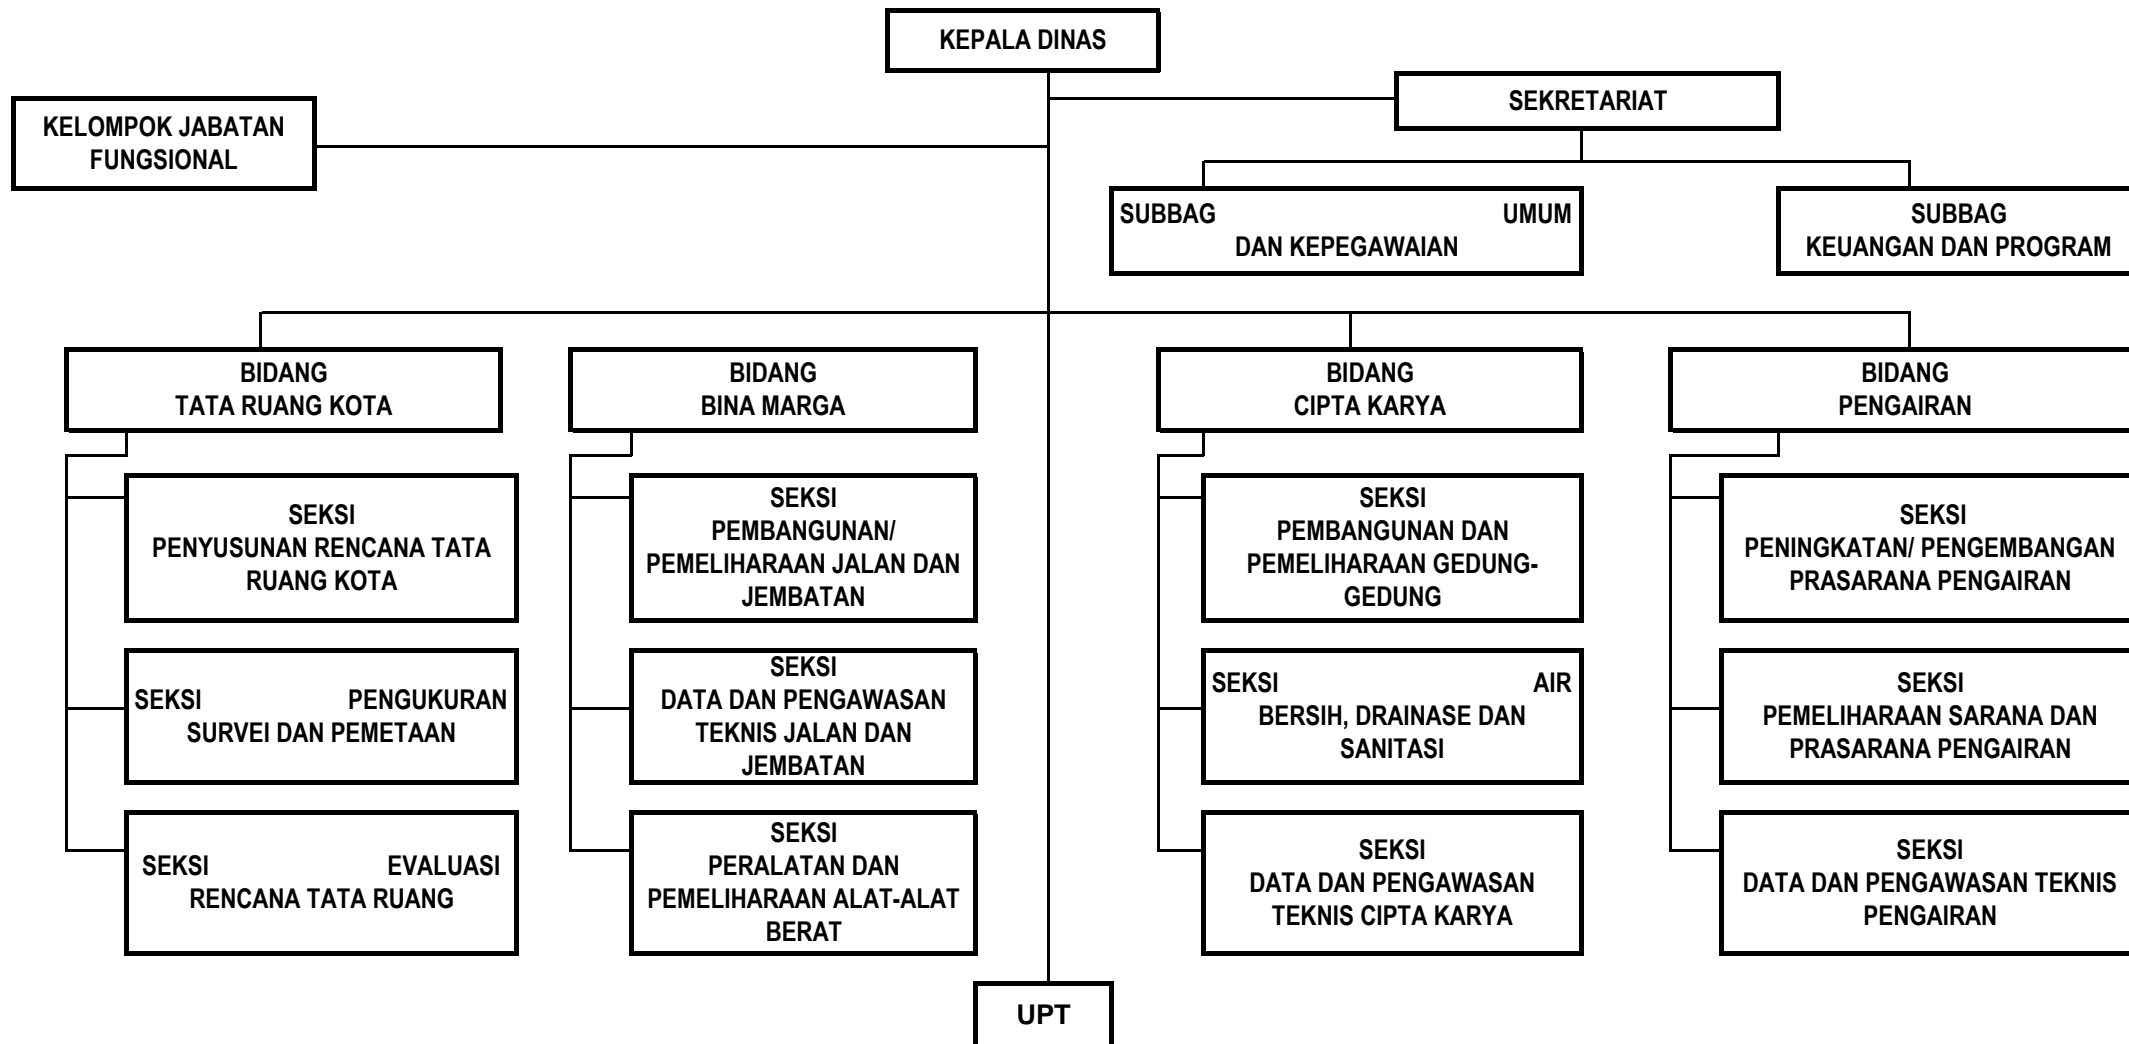 KEPALA DINAS
SEKRETARIAT
KELOMPOK JABATAN
FUNGSIONAL
SUBBAG UMUM
DAN KEPEGAWAIAN
SUBBAG
KEUANGAN DAN PROGRAM
BIDANG
TATA RUANG KOTA
BIDANG
BINA MARGA
BIDANG
CIPTA KARYA
BIDANG
PENGAIRAN
SEKSI
PENYUSUNAN RENCANA TATA
RUANG KOTA
SEKSI
PEMBANGUNAN/
PEMELIHARAAN JALAN DAN
JEMBATAN
SEKSI
PEMBANGUNAN DAN
PEMELIHARAAN GEDUNG-
GEDUNG
SEKSI
PENINGKATAN/ PENGEMBANGAN
PRASARANA PENGAIRAN
SEKSI PENGUKURAN
SURVEI DAN PEMETAAN
SEKSI
DATA DAN PENGAWASAN
TEKNIS JALAN DAN
JEMBATAN
SEKSI AIR
BERSIH, DRAINASE DAN
SANITASI
SEKSI
PEMELIHARAAN SARANA DAN
PRASARANA PENGAIRAN
SEKSI EVALUASI
RENCANA TATA RUANG
SEKSI
PERALATAN DAN
PEMELIHARAAN ALAT-ALAT
BERAT
SEKSI
DATA DAN PENGAWASAN
TEKNIS CIPTA KARYA
SEKSI
DATA DAN PENGAWASAN TEKNIS
PENGAIRAN
UPT